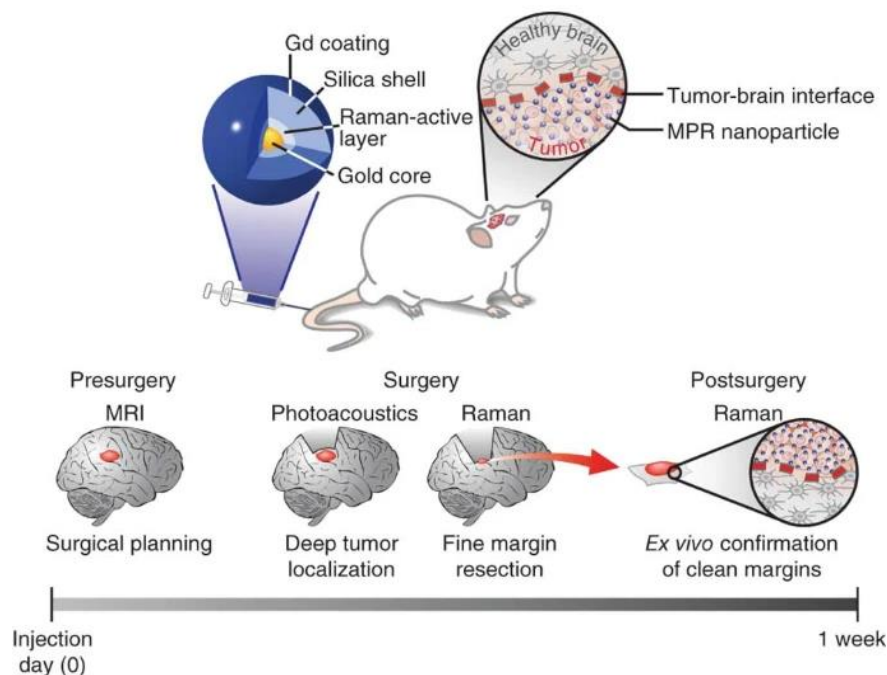 Gd coating
Silica shell
Raman-active
layer
Gold core
Healthy brain
Tumor
Tumor-brain interface
MPR nanoparticle
Presurgery
Surgery
Postsurgery
MRI
Photoacoustics
Raman
Raman
Surgical planning
Deep tumor
localization
Fine margin
resection
Ex vivo confirmation
of clean margins
Injection
day (0)
1 week